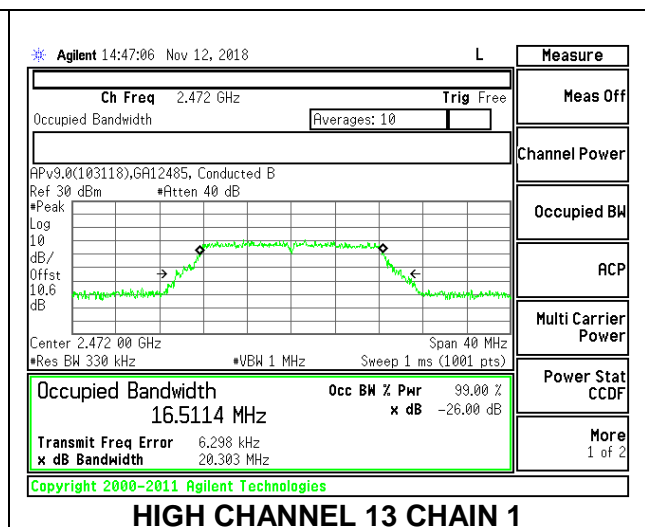 Agilent 14:47:06 Nov 12, 2018 L
Measure
Ch Freq 2.472 GHz Trig Free
Meas Off
Occupied Bandwidth Averages: 10
Channel Power
APv9.0(103118),GA12485, Conducted B
Ref 30 dBm #Atten 40 dB
#Peak
Log
10
dB/
Offst
10.6
dB
Occupied BW
ACP
Multi Carrier
Power
Center 2.472 00 GHz Span 40 MHz
#Res BW 330 kHz #VBW 1 MHz Sweep 1 ms (1001 pts)
Power Stat
CCDF
Occupied Bandwidth Occ BW % Pwr 99.00 %
16.5114 MHz x dB -26.00 dB
Transmit Freq Error 6.298 kHz
x dB Bandwidth 20.303 MHz
More
1 of 2
Copyright 2000-2011 Agilent Technologies
HIGH CHANNEL 13 CHAIN 1